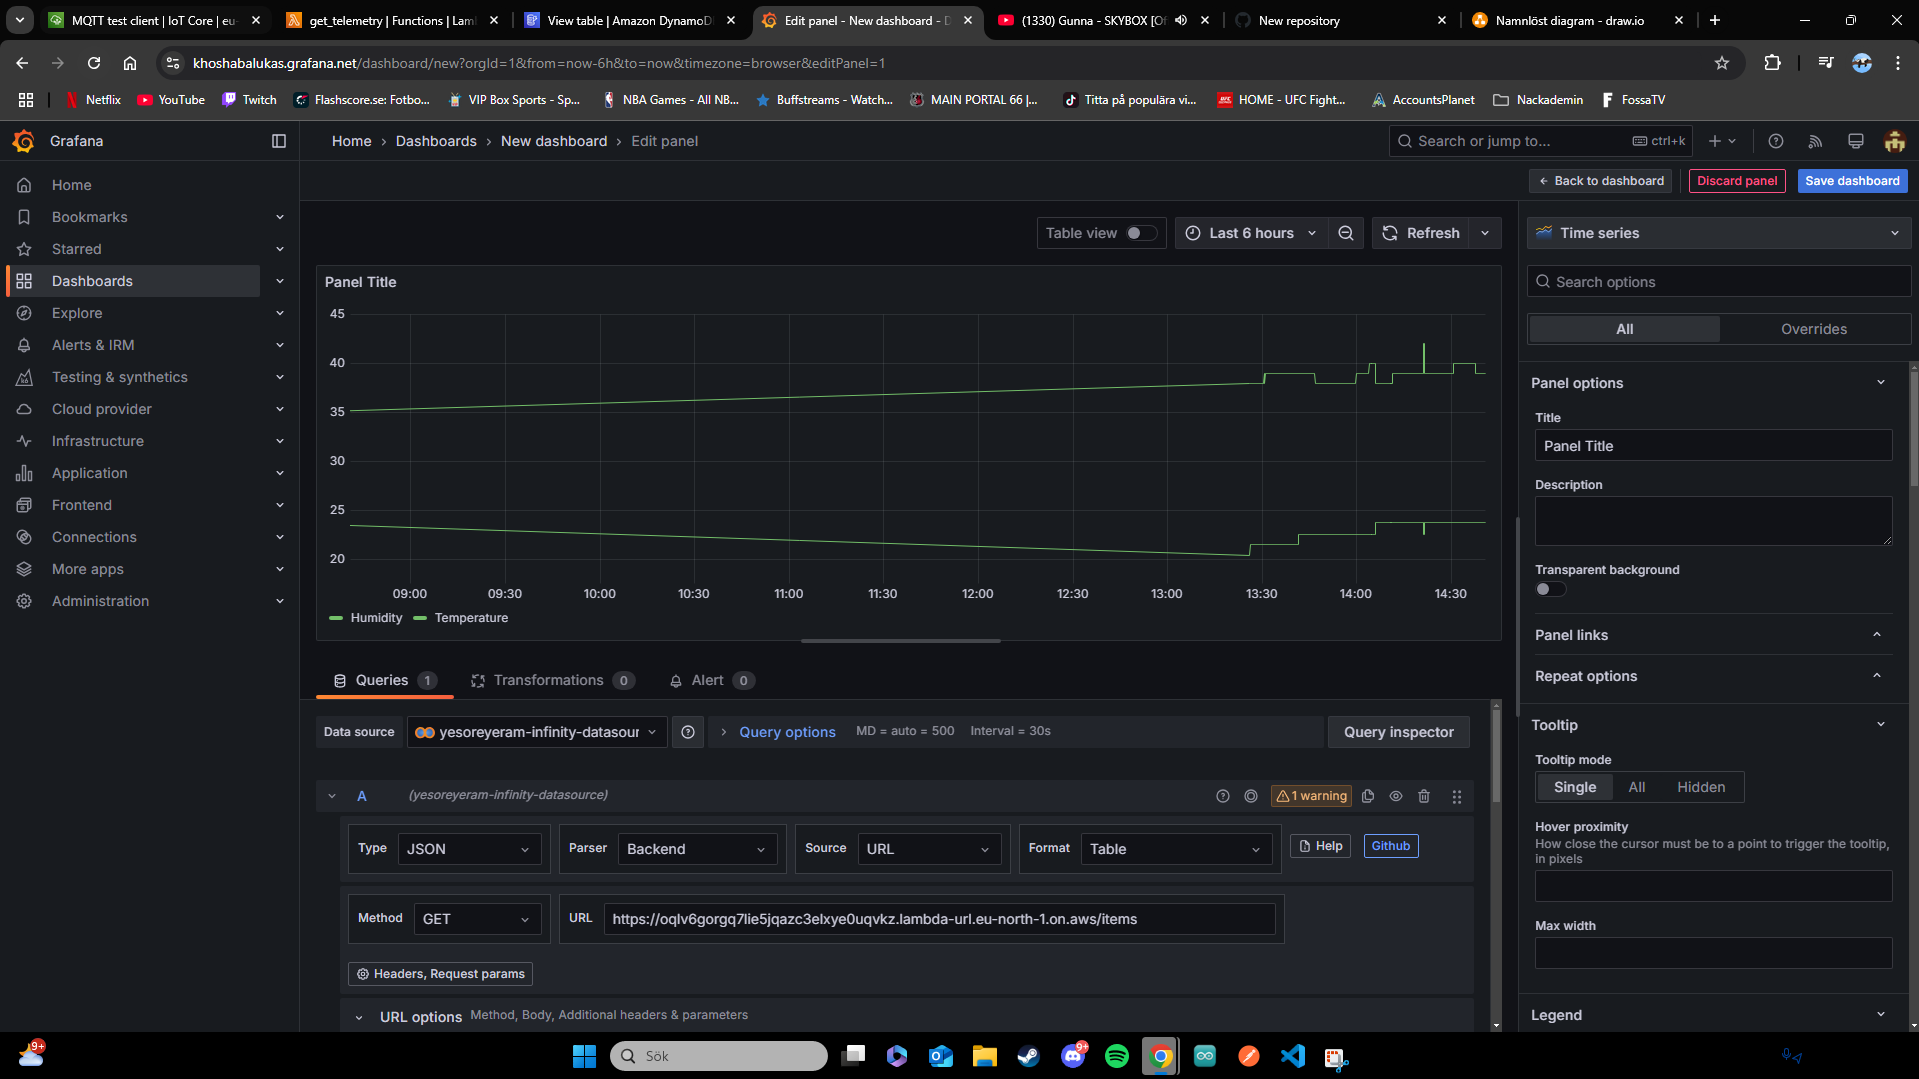 MQTT test client | IoT Core | eu-
get_telemetry | Functions | Lam
View table | Amazon DynamoD
Edit panel - New dashboard - D
(1330) Gunna - SKYBOX [Of
New repository
Namnlöst diagram - draw.io
khoshabalukas.grafana.net/dashboard/new?orgId=1&from=now-6h&to=now&timezone=browser&editPanel=1
Netflix
YouTube
Twitch
Flashscore.se: Fotbo...
VIP Box Sports - Sp...
NBA Games - All NB...
Buffstreams - Watch...
MAIN PORTAL 66 |...
Titta på populära vi...
HOME - UFC Fight...
AccountsPlanet
Nackademin
FossaTV
Grafana
Home › Dashboards › New dashboard › Edit panel
Search or jump to...
ctrl+k
Back to dashboard
Discard panel
Save dashboard
Home
Bookmarks
Starred
Dashboards
Explore
Alerts & IRM
Testing & synthetics
Cloud provider
Infrastructure
Application
Frontend
Connections
More apps
Administration
Table view
Last 6 hours
Refresh
Panel Title
45
40
35
30
25
20
09:00 09:30 10:00 10:30 11:00 11:30 12:00 12:30 13:00 13:30 14:00 14:30
Humidity Temperature
Queries 1
Transformations 0
Alert 0
Data source
yesoreyeram-infinity-datasour
Query options
MD = auto = 500
Interval = 30s
Query inspector
A
(yesoreyeram-infinity-datasource)
1 warning
Type JSON
Parser Backend
Source URL
Format Table
Help
Github
Method GET
URL https://oqlv6gorgq7lie5jqazc3elxye0uqvkz.lambda-url.eu-north-1.on.aws/items
Headers, Request params
URL options Method, Body, Additional headers & parameters
Time series
Search options
All
Overrides
Panel options
Title
Panel Title
Description
Transparent background
Panel links
Repeat options
Tooltip
Tooltip mode
Single All Hidden
Hover proximity
How close the cursor must be to a point to trigger the tooltip,
in pixels
Max width
Legend
9+
Sök
9+